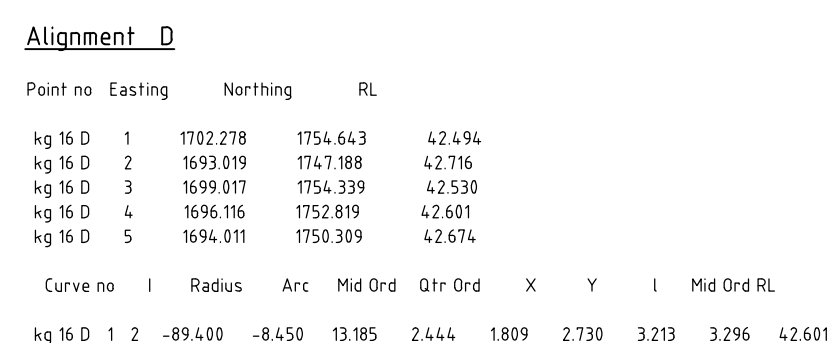 Alignment D
Point no Easting Northing RL
kg 16 D 1 1702.278 1754.643 42.494
kg 16 D 2 1693.019 1747.188 42.716
kg 16 D 3 1699.017 1754.339 42.530
kg 16 D 4 1696.116 1752.819 42.601
kg 16 D 5 1694.011 1750.309 42.674
Curve no I Radius Arc Mid Ord Qtr Ord X Y l Mid Ord RL
kg 16 D 1 2 -89.400 -8.450 13.185 2.444 1.809 2.730 3.213 3.296 42.601